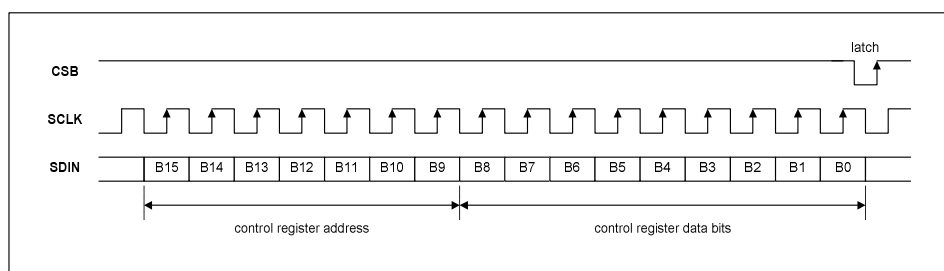 latch
CSB
SCLK
SDIN B15 B14 B13 B12 B11 B10 B9 B8 B7 B6 B5 B4 B3 B2 B1 B0
control register address control register data bits